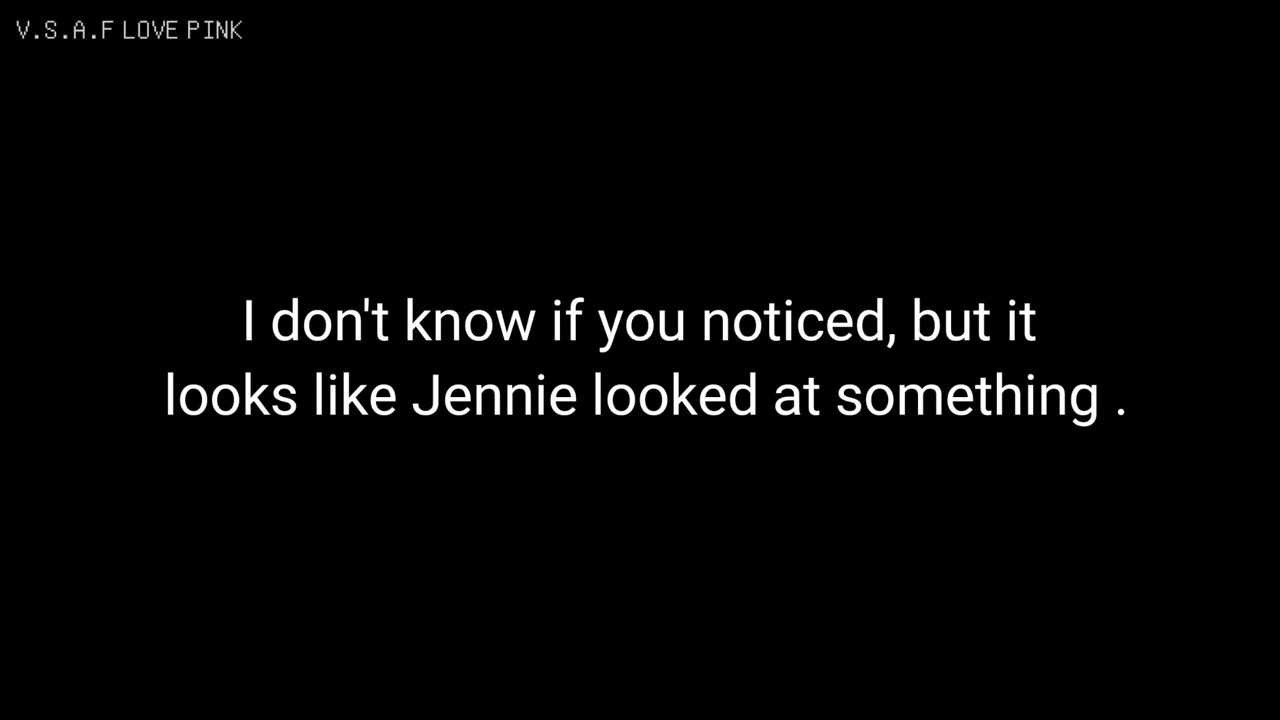 V.S.A.F LOVE PINK
I don't know if you noticed, but it
looks like Jennie looked at something .